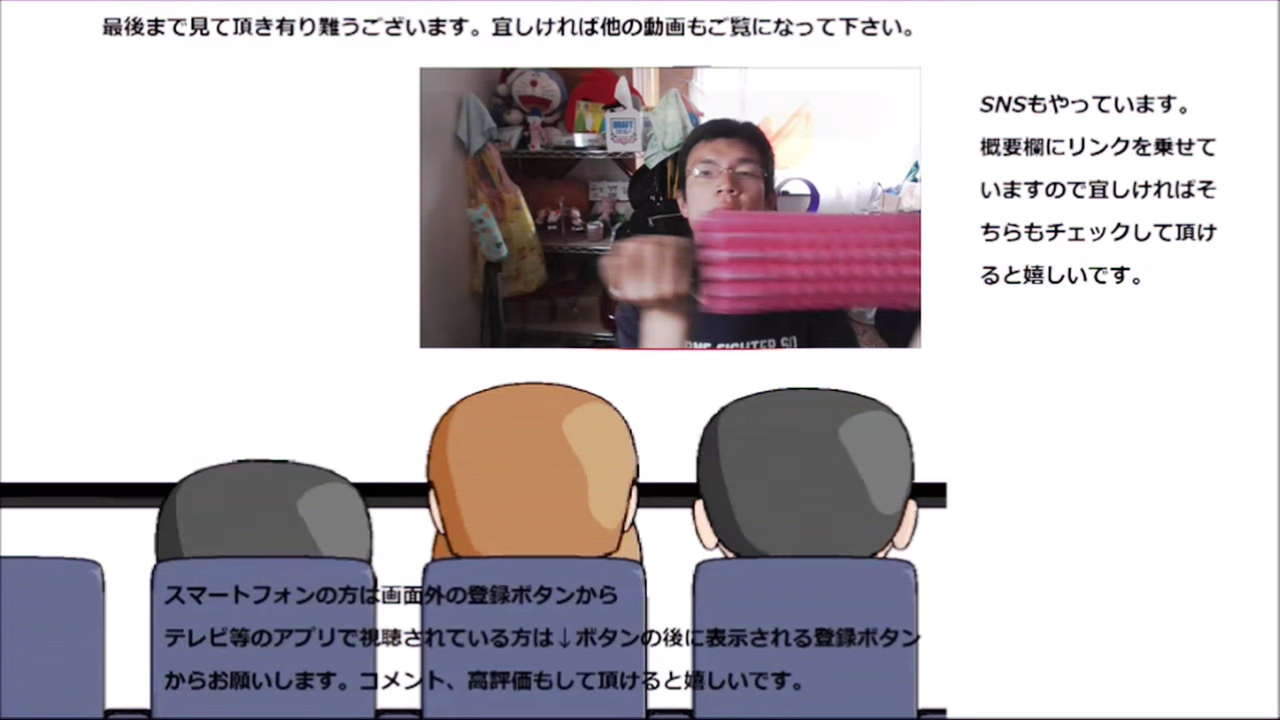 最後まで見て頂き有り難うございます。宜しければ他の動画もご覧になって下さい。
SNSもやっています。
概要欄にリンクを乗せて
いますので宜しければそ
ちらもチェックして頂け
ると嬉しいです。
DRAFT
スマートフォンの方は画面外の登録ボタンから
テレビ等のアプリで視聴されている方は↓ボタンの後に表示される登録ボタン
からお願いします。コメント、高評価もして頂けると嬉しいです。